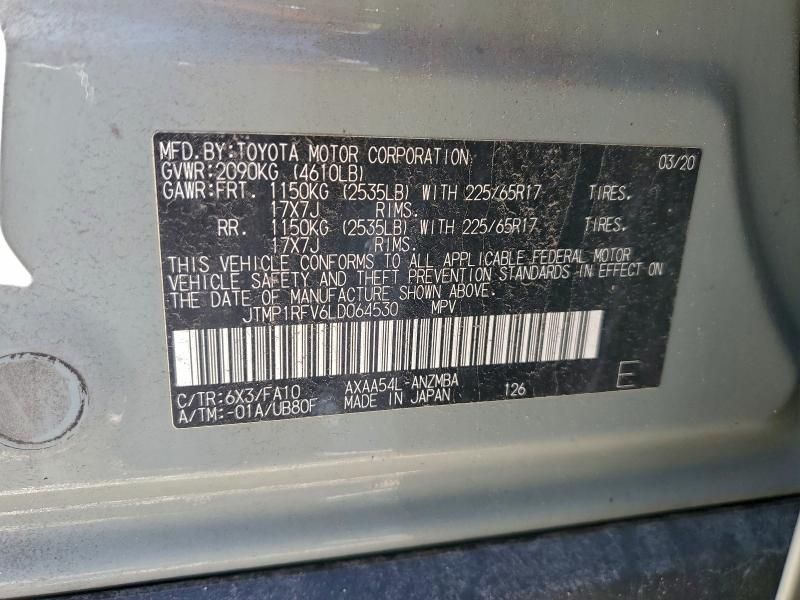 MFD.BY:TOYOTA MOTOR CORPORATION 03/20
GVWR:2090KG (4610LB)
GAWR:FRT. 1150KG (2535LB) WITH 225/65R17 TIRES.
17X7J RIMS.
RR. 1150KG (2535LB) WITH 225/65R17 TIRES.
17X7J RIMS.
THIS VEHICLE CONFORMS TO ALL APPLICABLE FEDERAL MOTOR
VEHICLE SAFETY AND THEFT PREVENTION STANDARDS IN EFFECT ON
THE DATE OF MANUFACTURE SHOWN ABOVE.
JTMP1RFV6LD064530 MPV
C/TR:6X3/FA10 AXAA54L-ANZMBA E
A/TM:-01A/UB80F MADE IN JAPAN 126